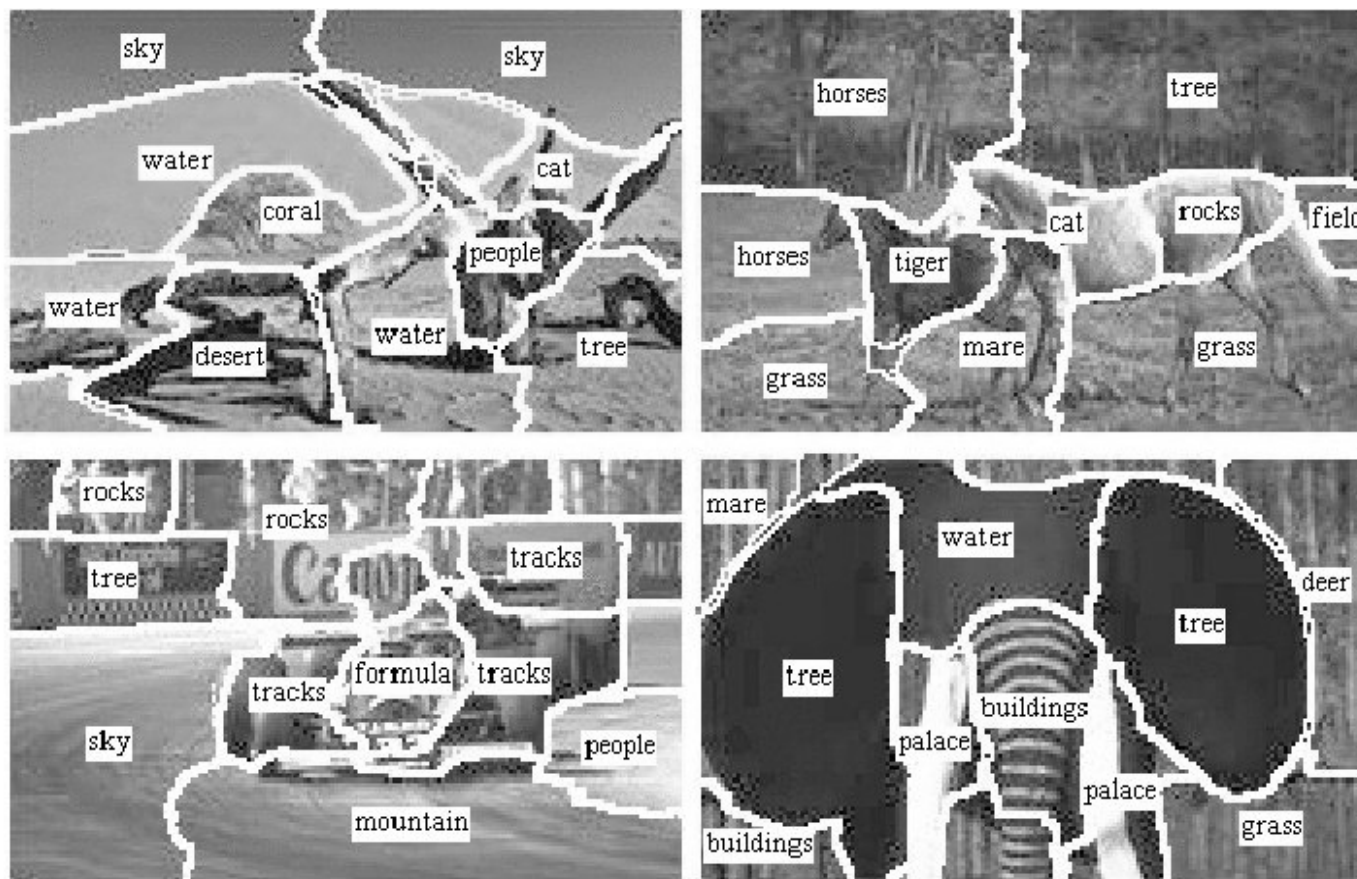 sky
sky
water
cat
coral
people
water
water
desert
tree
horses
tree
rocks
field
cat
horses
tiger
mare
grass
grass
rocks
rocks
tracks
tree
Canon
formula
tracks
tracks
sky
people
mountain
mare
water
deer
tree
tree
buildings
palace
palace
buildings
grass